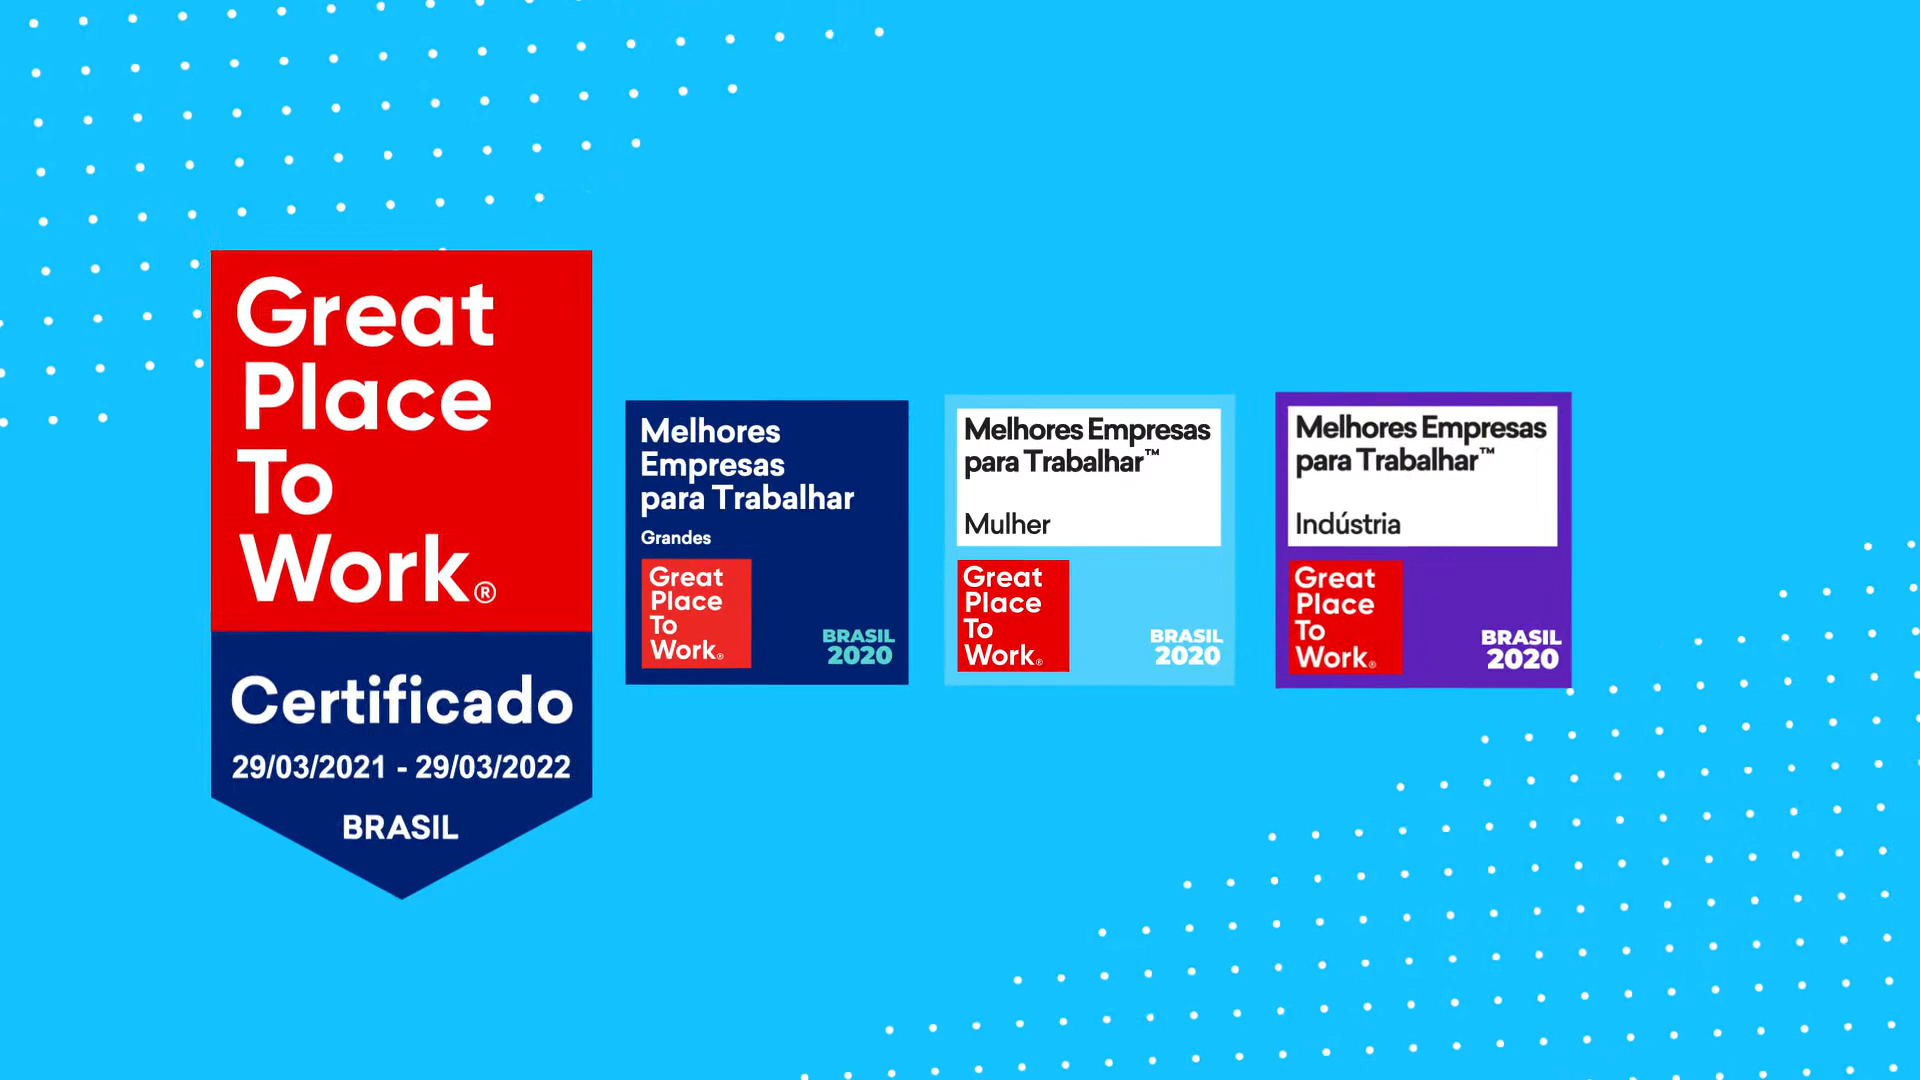 Great
Place
To
Work®
Certificado
29/03/2021 - 29/03/2022
BRASIL
Melhores
Empresas
para Trabalhar
Grandes
Great
Place
To
Work®
BRASIL
2020
Melhores Empresas
para Trabalhar™
Mulher
Great
Place
To
Work®
BRASIL
2020
Melhores Empresas
para Trabalhar™
Indústria
Great
Place
To
Work®
BRASIL
2020